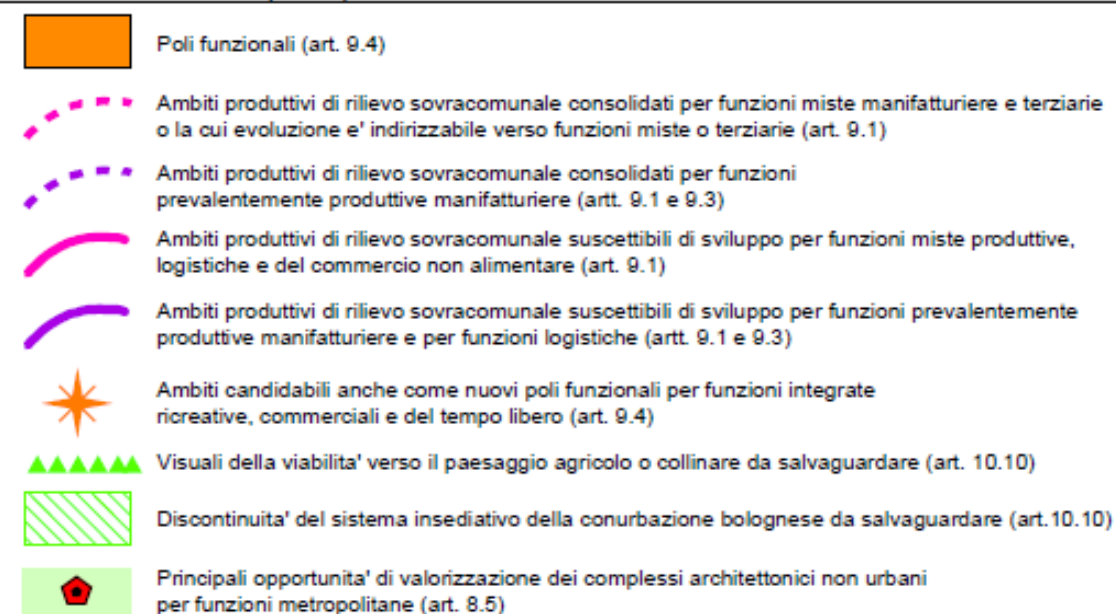 Poli funzionali (art. 9.4)
Ambiti produttivi di rilievo sovracomunale consolidati per funzioni miste manifatturiere e terziarie
o la cui evoluzione e' indirizzabile verso funzioni miste o terziarie (art. 9.1)
Ambiti produttivi di rilievo sovracomunale consolidati per funzioni
prevalentemente produttive manifatturiere (artt. 9.1 e 9.3)
Ambiti produttivi di rilievo sovracomunale suscettibili di sviluppo per funzioni miste produttive,
logistiche e del commercio non alimentare (art. 9.1)
Ambiti produttivi di rilievo sovracomunale suscettibili di sviluppo per funzioni prevalentemente
produttive manifatturiere e per funzioni logistiche (artt. 9.1 e 9.3)
Ambiti candidabili anche come nuovi poli funzionali per funzioni integrate
ricreative, commerciali e del tempo libero (art. 9.4)
Visuali della viabilita' verso il paesaggio agricolo o collinare da salvaguardare (art. 10.10)
Discontinuita' del sistema insediativo della conurbazione bolognese da salvaguardare (art.10.10)
Principali opportunita' di valorizzazione dei complessi architettonici non urbani
per funzioni metropolitane (art. 8.5)